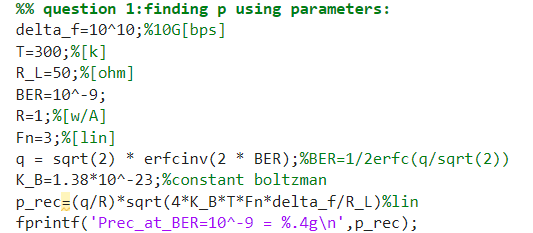 %% question 1:finding p using parameters:
delta_f=10^10;%10G[bps]
T=300;%[k]
R_L=50;%[ohm]
BER=10^-9;
R=1;%[w/A]
Fn=3;%[lin]
q = sqrt(2) * erfcinv(2 * BER);%BER=1/2erfc(q/sqrt(2))
K_B=1.38*10^-23;%constant boltzman
p_rec=(q/R)*sqrt(4*K_B*T*Fn*delta_f/R_L)%lin
fprintf('Prec_at_BER=10^-9 = %.4g\n',p_rec);